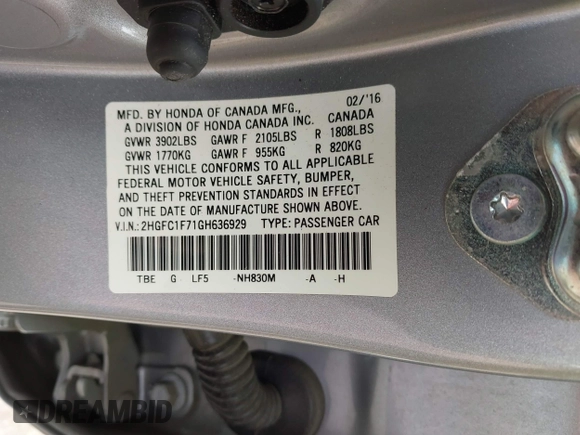 MFD. BY HONDA OF CANADA MFG., 02/'16
A DIVISION OF HONDA CANADA INC. CANADA
GVWR 3902LBS GAWR F 2105LBS R 1808LBS
GVWR 1770KG GAWR F 955KG R 820KG
THIS VEHICLE CONFORMS TO ALL APPLICABLE
FEDERAL MOTOR VEHICLE SAFETY, BUMPER,
AND THEFT PREVENTION STANDARDS IN EFFECT
ON THE DATE OF MANUFACTURE SHOWN ABOVE.
V.I.N.:2HGFC1F71GH636929 TYPE: PASSENGER CAR
TBE G LF5 -NH830M -A -H
DREAMBID